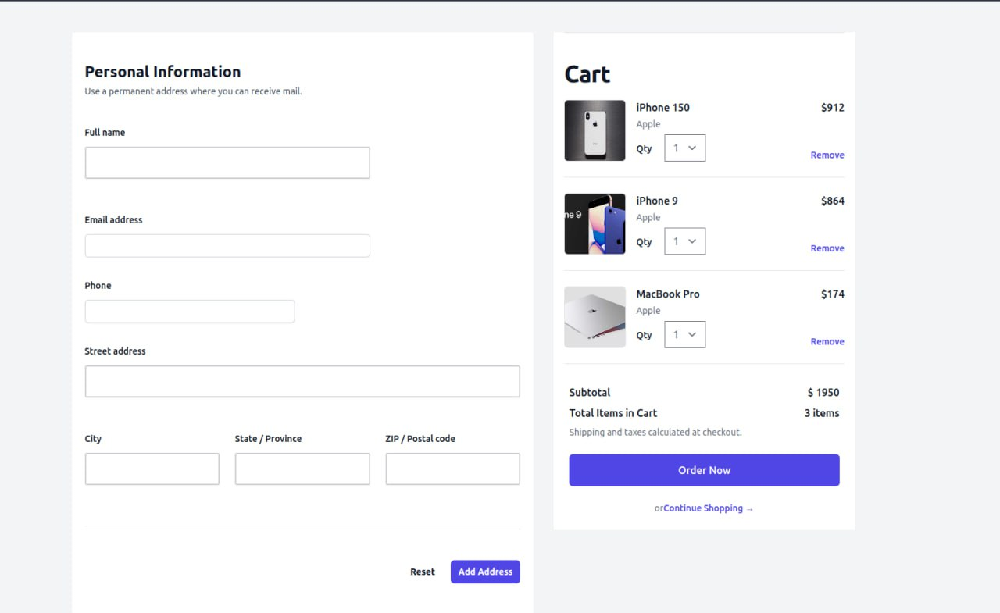 Personal Information
Use a permanent address where you can receive mail.
Full name
Email address
Phone
Street address
City
State / Province
ZIP / Postal code
Reset
Add Address
Cart
iPhone 150
$912
Apple
Qty
1
Remove
ne 9
iPhone 9
$864
Apple
Qty
1
Remove
MacBook Pro
$174
Apple
Qty
1
Remove
Subtotal
$ 1950
Total Items in Cart
3 items
Shipping and taxes calculated at checkout.
Order Now
orContinue Shopping →